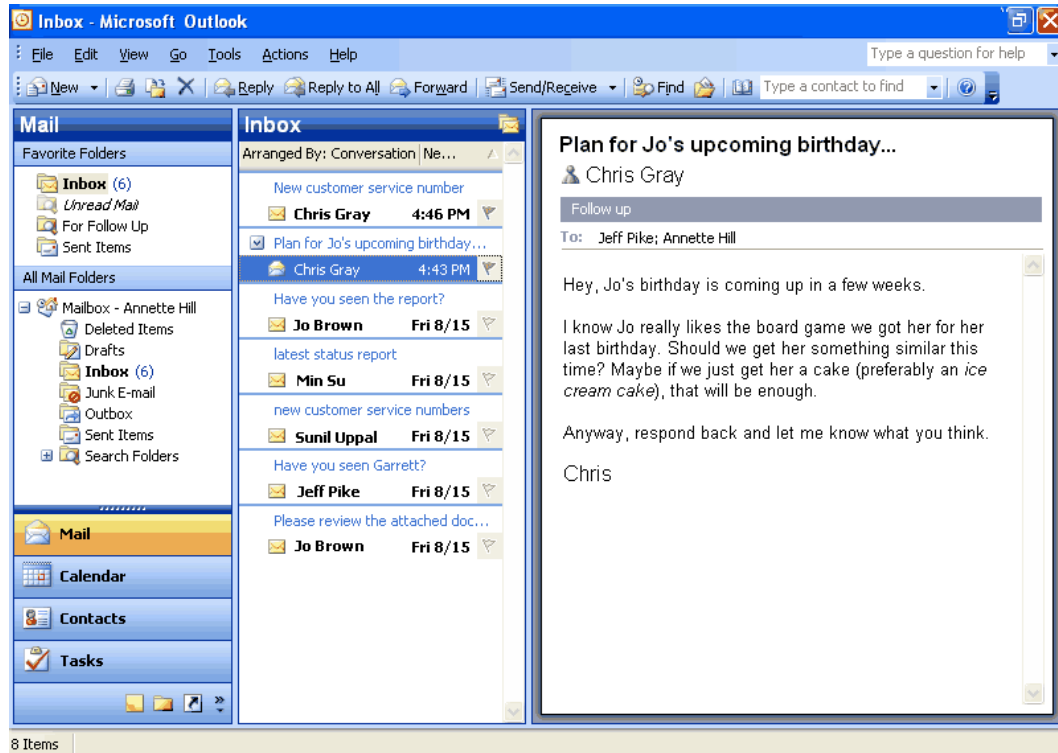 Inbox - Microsoft Outlook
File Edit View Go Tools Actions Help Type a question for help
New Reply Reply to All Forward Send/Receive Find Type a contact to find
Mail
Favorite Folders
Inbox (6)
Unread Mail
For Follow Up
Sent Items
All Mail Folders
Mailbox - Annette Hill
Deleted Items
Drafts
Inbox (6)
Junk E-mail
Outbox
Sent Items
Search Folders
Mail
Calendar
Contacts
Tasks
Inbox
Arranged By: Conversation Ne...
New customer service number
Chris Gray 4:46 PM
Plan for Jo's upcoming birthday...
Chris Gray 4:43 PM
Have you seen the report?
Jo Brown Fri 8/15
latest status report
Min Su Fri 8/15
new customer service numbers
Sunil Uppal Fri 8/15
Have you seen Garrett?
Jeff Pike Fri 8/15
Please review the attached doc...
Jo Brown Fri 8/15
Plan for Jo's upcoming birthday...
Chris Gray
Follow up
To: Jeff Pike; Annette Hill
Hey, Jo's birthday is coming up in a few weeks.
I know Jo really likes the board game we got her for her
last birthday. Should we get her something similar this
time? Maybe if we just get her a cake (preferably an ice
cream cake), that will be enough.
Anyway, respond back and let me know what you think.
Chris
8 Items